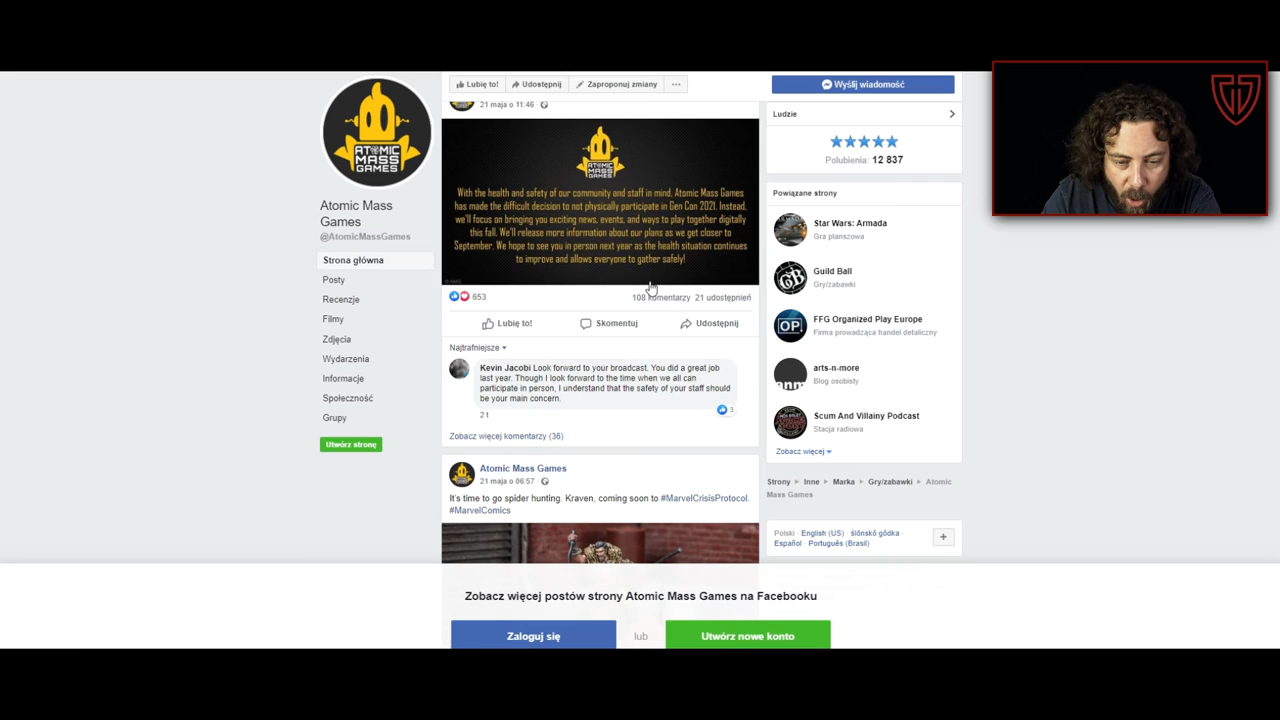 ATOMIC
MASS
GAMES
Atomic Mass
Games
@AtomicMassGames
Strona główna
Posty
Recenzje
Filmy
Zdjęcia
Wydarzenia
Informacje
Społeczność
Grupy
Utwórz stronę
Lubię to!
Udostępnij
Zaproponuj zmiany
Wyślij wiadomość
21 maja o 11:46
ATOMIC
MASS
GAMES
With the health and safety of our community and staff in mind, Atomic Mass Games
has made the difficult decision to not physically participate in Gen Con 2021. Instead,
we'll focus on bringing you exciting news, events, and ways to play together digitally
this fall. We'll release more information about our plans as we get closer to
September. We hope to see you in person next year as the health situation continues
to improve and allows everyone to gather safely!
653
108 komentarzy 21 udostępnień
Lubię to!
Skomentuj
Udostępnij
Najtrafniejsze
Kevin Jacobi Look forward to your broadcast. You did a great job
last year. Though I look forward to the time when we all can
participate in person, I understand that the safety of your staff should
be your main concern.
3
2 t
Zobacz więcej komentarzy (36)
Atomic Mass Games
21 maja o 06:57
It's time to go spider hunting. Kraven, coming soon to #MarvelCrisisProtocol.
#MarvelComics
Ludzie
Polubienia: 12 837
Powiązane strony
Star Wars: Armada
Gra planszowa
GB
Guild Ball
Gry/zabawki
OP
FFG Organized Play Europe
Firma prowadząca handel detaliczny
arts-n-more
Blog osobisty
Scum And Villainy Podcast
Stacja radiowa
Zobacz więcej
Strony Inne Marka Gry/zabawki Atomic
Mass Games
Polski · English (US) · ślōnskŏ gŏdka ·
Español · Português (Brasil)
Zobacz więcej postów strony Atomic Mass Games na Facebooku
Zaloguj się
lub
Utwórz nowe konto